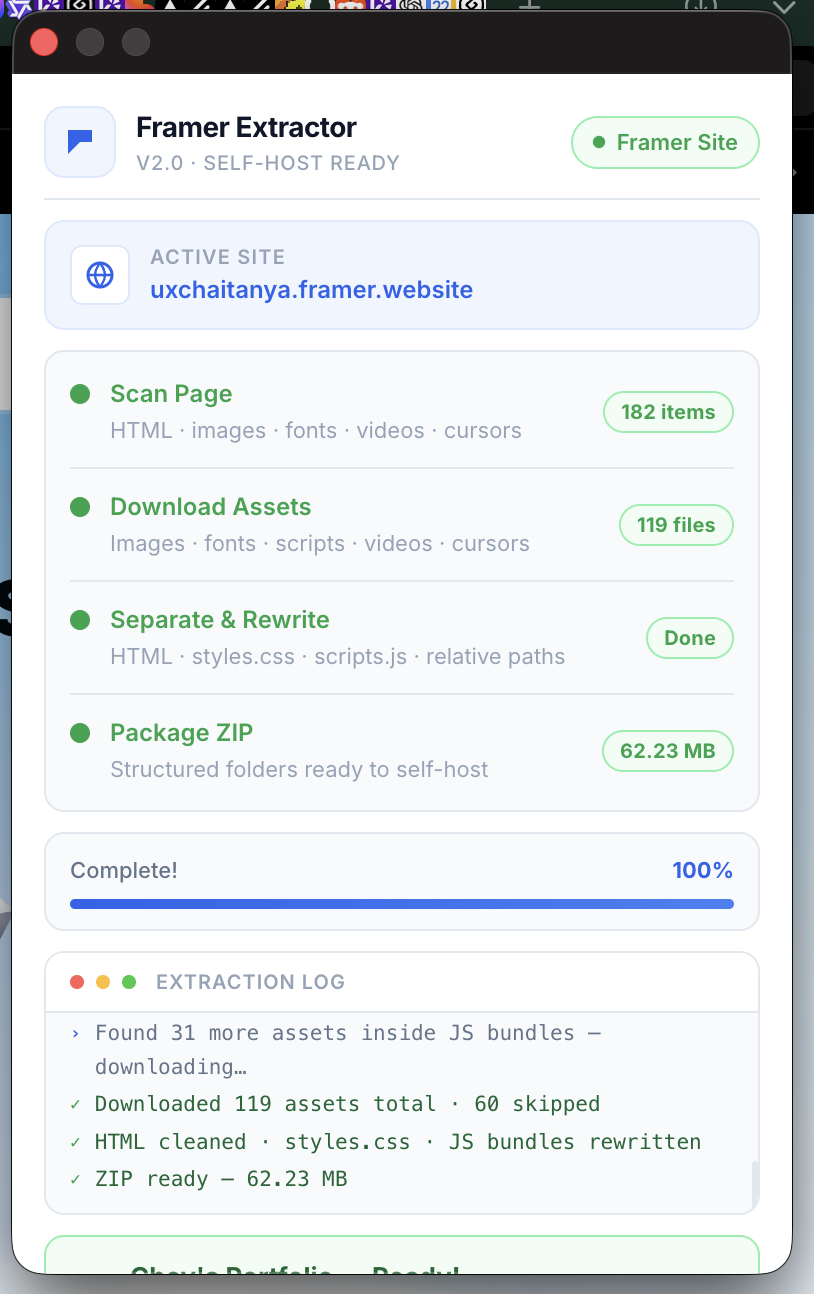 Framer Extractor
V2.0 · SELF-HOST READY
Framer Site
ACTIVE SITE
uxchaitanya.framer.website
Scan Page
HTML · images · fonts · videos · cursors
182 items
Download Assets
Images · fonts · scripts · videos · cursors
119 files
Separate & Rewrite
HTML · styles.css · scripts.js · relative paths
Done
Package ZIP
Structured folders ready to self-host
62.23 MB
Complete!
100%
EXTRACTION LOG
› Found 31 more assets inside JS bundles —
downloading…
✓ Downloaded 119 assets total · 60 skipped
✓ HTML cleaned · styles.css · JS bundles rewritten
✓ ZIP ready — 62.23 MB
Portfolio — Ready!